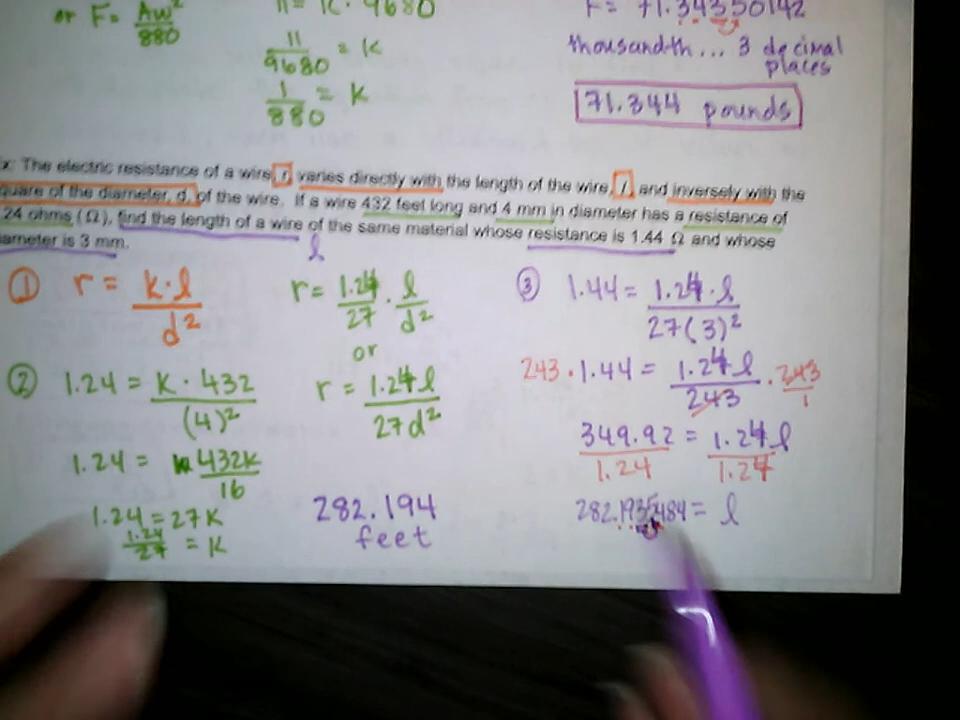 or F = Aw²/880
11 = K · 9680
11/9680 = K
1/880 = K
F = 71.34350142
thousandth... 3 decimal places
71.344 pounds
x: The electric resistance of a wire, r, varies directly with the length of the wire, l, and inversely with the
quare of the diameter, d, of the wire. If a wire 432 feet long and 4 mm in diameter has a resistance of
.24 ohms (Ω), find the length of a wire of the same material whose resistance is 1.44 Ω and whose
ameter is 3 mm.
l
① r = K·l/d²
② 1.24 = K · 432/(4)²
1.24 = 432K/16
1.24 = 27K
1.24/27 = K
r = 1.24/27 · l/d²
or
r = 1.24l/27d²
282.194
feet
③ 1.44 = 1.24·l/27(3)²
243 · 1.44 = 1.24l/243 · 243/1
349.92/1.24 = 1.24l/1.24
282.1935484 = l